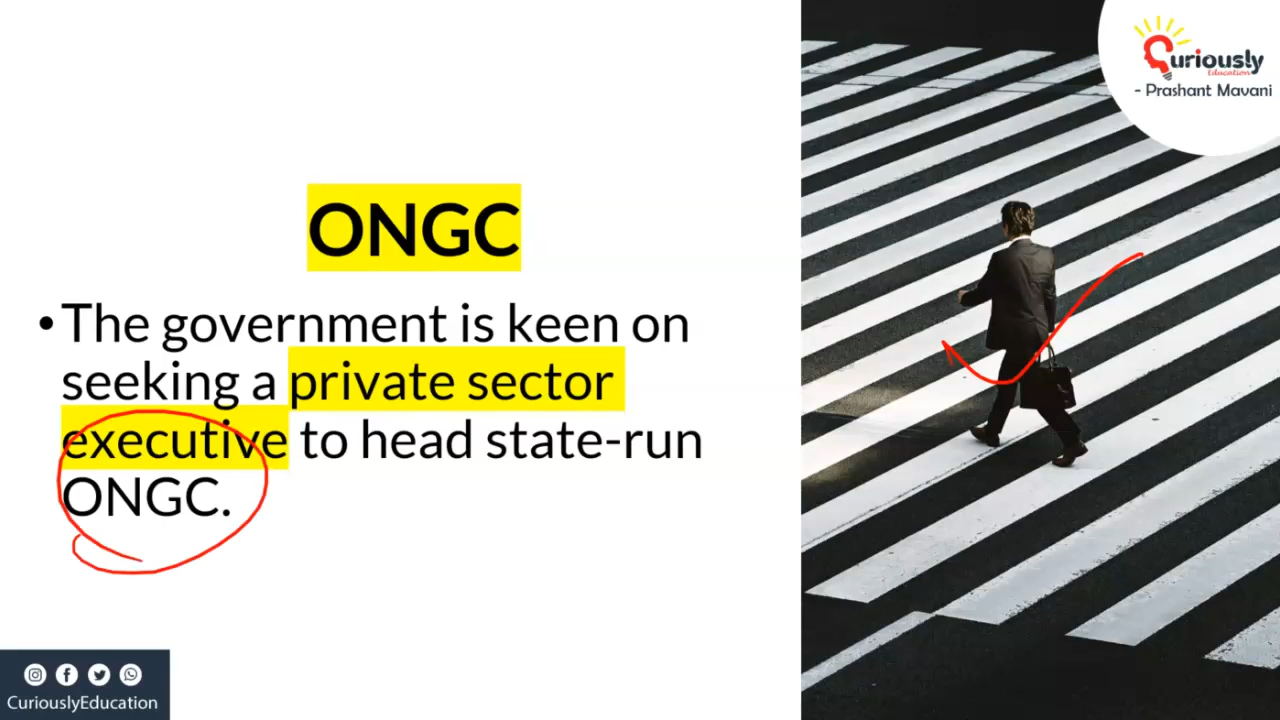 Curiously
Education
- Prashant Mavani
ONGC
• The government is keen on
seeking a private sector
executive to head state-run
ONGC.
CuriouslyEducation